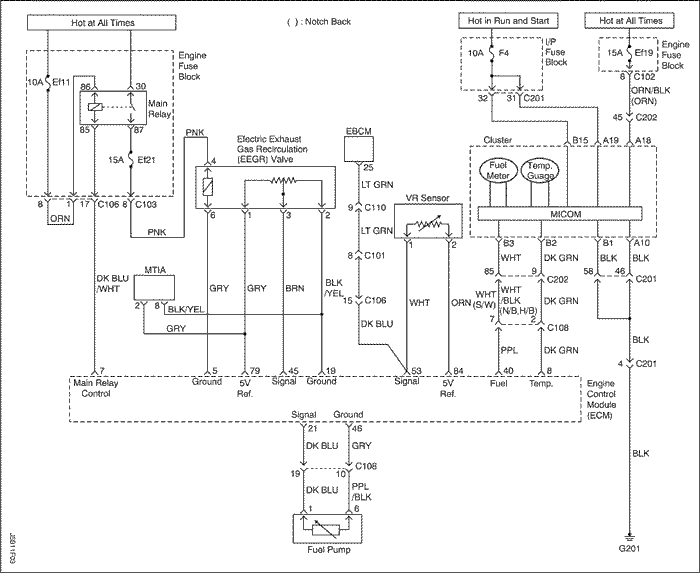 Hot at All Times
( ) : Notch Back
Hot in Run and Start
Hot at All Times
Engine
Fuse
Block
10A
Ef11
86
30
Main
Relay
85
87
15A
Ef21
8
1
17
C106
8
C103
ORN
PNK
PNK
I/P
Fuse
Block
10A
F4
32
31
C201
Engine
Fuse
Block
15A
Ef19
6
C102
ORN/BLK
(ORN)
45
C202
Electric Exhaust
Gas Recirculation
(EEGR) Valve
4
6
1
3
2
EBCM
25
LT GRN
9
C110
LT GRN
8
C101
15
C106
DK BLU
VR Sensor
1
2
Cluster
B15
A19
A18
Fuel
Meter
Temp.
Guage
MICOM
B3
B2
B1
A10
WHT
DK GRN
BLK
BLK
85
9
C202
58
46
C201
WHT
(S/W)
WHT
/BLK
(N/B,H/B)
DK GRN
7
2
C108
PPL
DK GRN
BLK
4
C201
BLK
G201
DK BLU
/WHT
MTIA
2
8
BLK/YEL
GRY
GRY
GRY
BRN
BLK
/YEL
WHT
ORN
7
5
79
45
19
53
84
40
8
Main Relay
Control
Ground
5V
Ref.
Signal
Ground
Signal
5V
Ref.
Fuel
Temp.
Engine
Control
Module
(ECM)
Signal
Ground
21
46
DK BLU
GRY
19
10
C108
DK BLU
PPL
/BLK
1
6
Fuel Pump